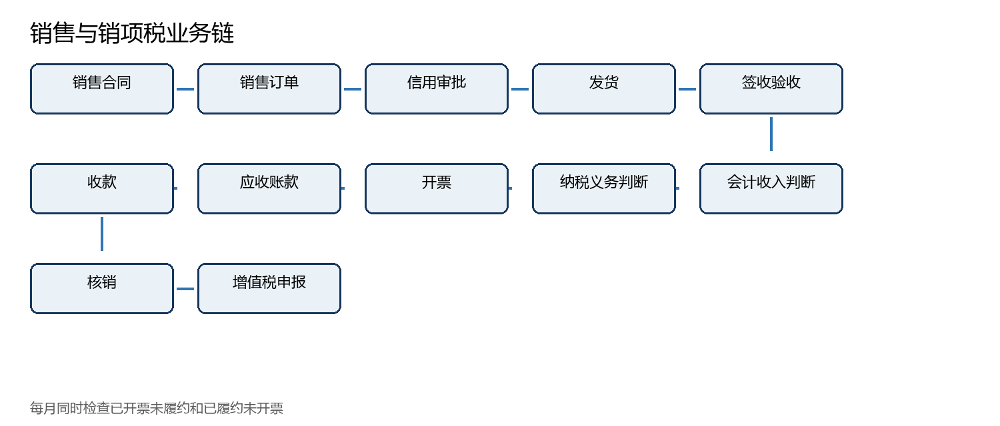 销售与销项税业务链
销售合同
销售订单
信用审批
发货
签收验收
收款
应收账款
开票
纳税义务判断
会计收入判断
核销
增值税申报
每月同时检查已开票未履约和已履约未开票